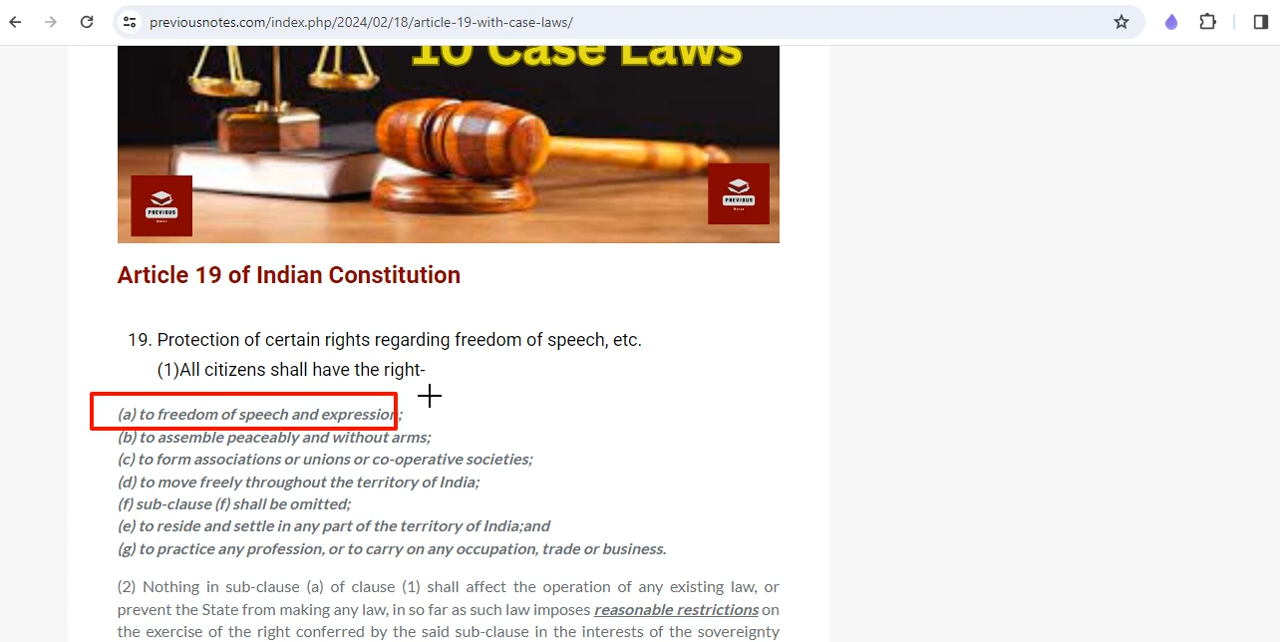 previousnotes.com/index.php/2024/02/18/article-19-with-case-laws/
10 Case Laws
PREVIOUS
PREVIOUS
Article 19 of Indian Constitution
19. Protection of certain rights regarding freedom of speech, etc.
(1)All citizens shall have the right-
(a) to freedom of speech and expression;
(b) to assemble peaceably and without arms;
(c) to form associations or unions or co-operative societies;
(d) to move freely throughout the territory of India;
(f) sub-clause (f) shall be omitted;
(e) to reside and settle in any part of the territory of India;and
(g) to practice any profession, or to carry on any occupation, trade or business.
(2) Nothing in sub-clause (a) of clause (1) shall affect the operation of any existing law, or
prevent the State from making any law, in so far as such law imposes reasonable restrictions on
the exercise of the right conferred by the said sub-clause in the interests of the sovereignty